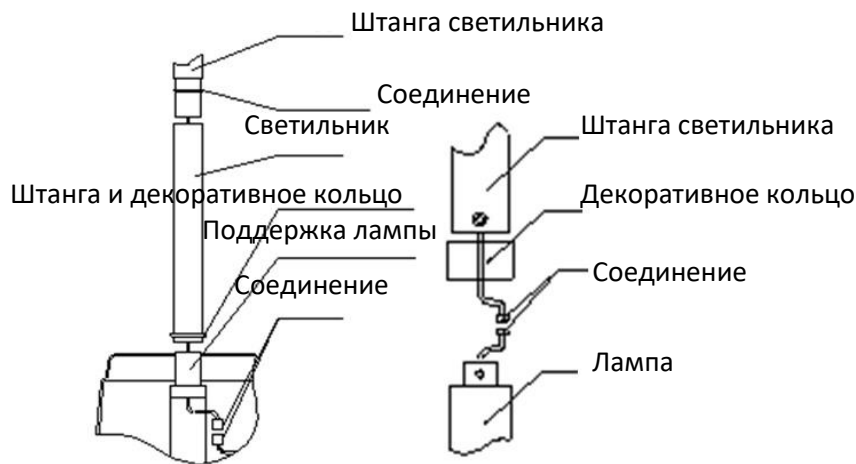 Штанга светильника
Соединение
Светильник
Штанга и декоративное кольцо
Поддержка лампы
Соединение
Штанга светильника
Декоративное кольцо
Соединение
Лампа